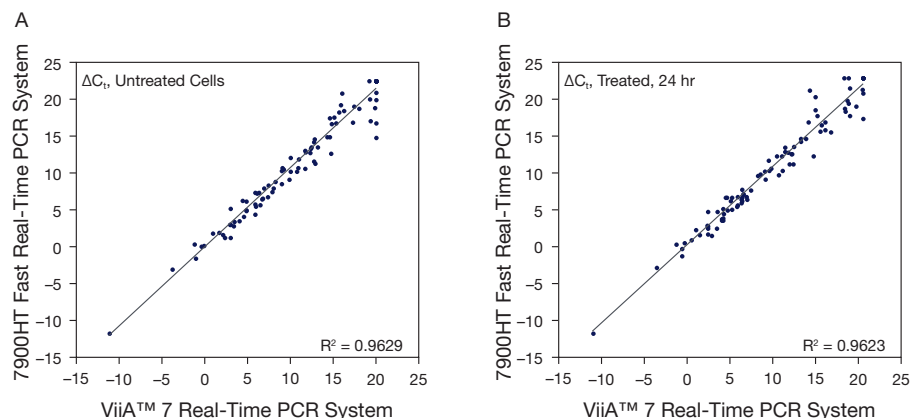 A
7900HT Fast Real-Time PCR System
25
20
15
10
5
0
−5
−10
−15
ΔCt, Untreated Cells
R² = 0.9629
−15 −10 −5 0 5 10 15 20 25
ViiA™ 7 Real-Time PCR System
B
7900HT Fast Real-Time PCR System
25
20
15
10
5
0
−5
−10
−15
ΔCt, Treated, 24 hr
R² = 0.9623
−15 −10 −5 0 5 10 15 20 25
ViiA™ 7 Real-Time PCR System